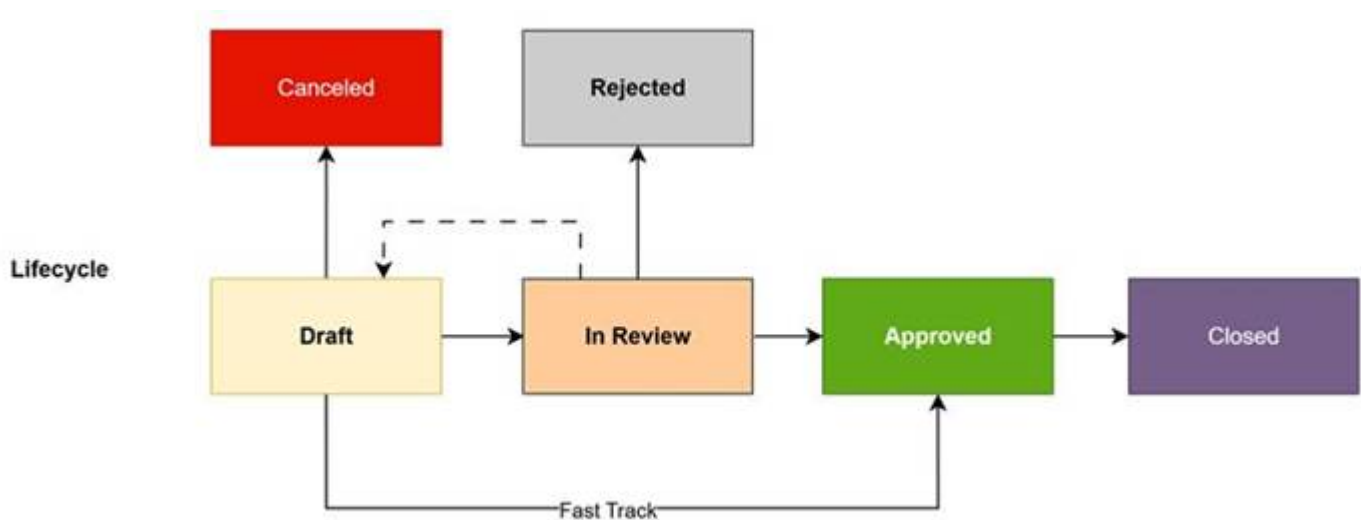 Canceled
Rejected
Lifecycle
Draft
In Review
Approved
Closed
Fast Track